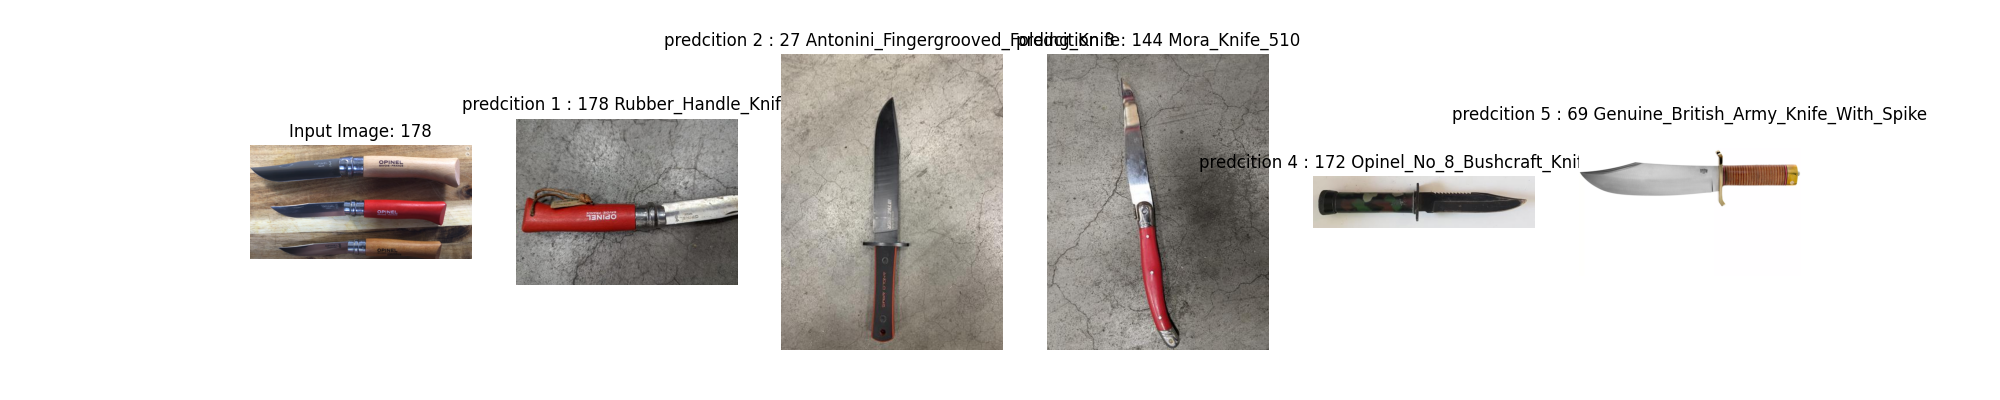 Input Image: 178
OPINEL
predcition 1 : 178 Rubber_Handle_Knif
OPINEL
predcition 2 : 27 Antonini_Fingergrooved_Folding_Knife
predcition 3 : 144 Mora_Knife_510
predcition 4 : 172 Opinel_No_8_Bushcraft_Knif
predcition 5 : 69 Genuine_British_Army_Knife_With_Spike